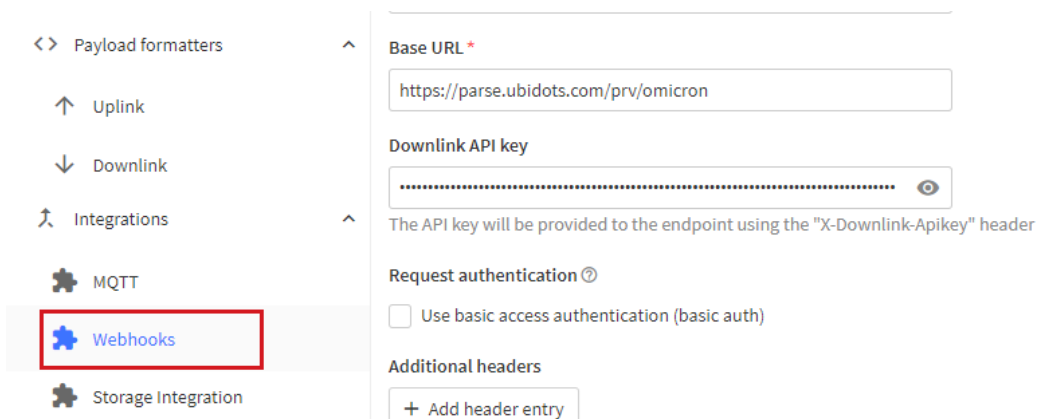 Payload formatters
Uplink
Downlink
Integrations
MQTT
Webhooks
Storage Integration
Base URL *
https://parse.ubidots.com/prv/omicron
Downlink API key
••••••••••••••••••••••••••••••••••••••••••••••••••••••••••••••••••••••••••••••••••••••••••••••••••
The API key will be provided to the endpoint using the "X-Downlink-Apikey" header
Request authentication
Use basic access authentication (basic auth)
Additional headers
+ Add header entry